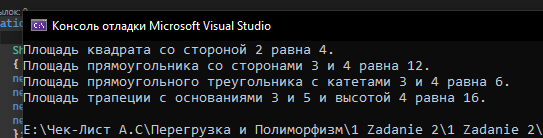 Консоль отладки Microsoft Visual Studio
Площадь квадрата со стороной 2 равна 4.
Площадь прямоугольника со сторонами 3 и 4 равна 12.
Площадь прямоугольного треугольника с катетами 3 и 4 равна 6.
Площадь трапеции с основаниями 3 и 5 и высотой 4 равна 16.
E:\Чек-Лист А.С\Перегрузка и Полиморфизм\1 Zadanie 2\1 Zadanie 2\